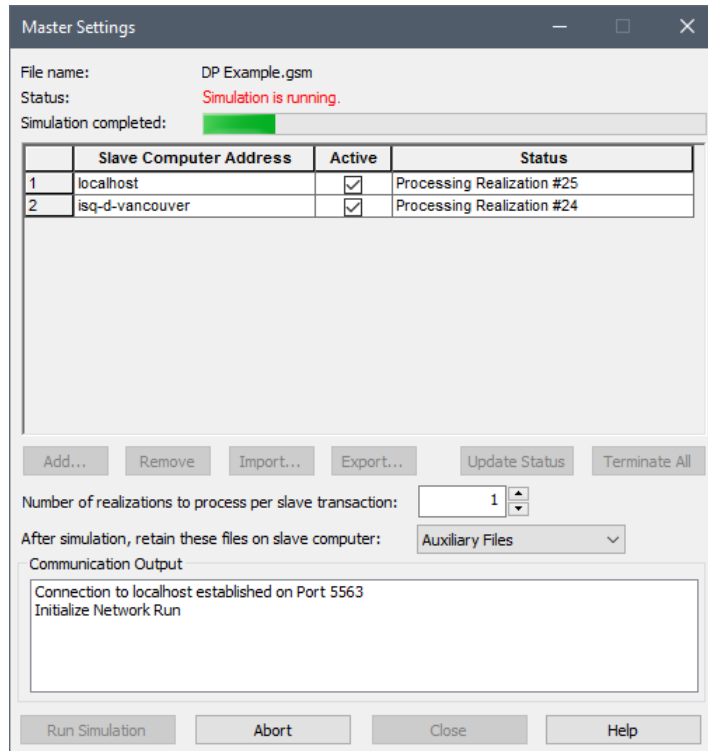 Master Settings
File name: DP Example.gsm
Status: Simulation is running.
Simulation completed:
Slave Computer Address Active Status
1 localhost Processing Realization #25
2 isq-d-vancouver Processing Realization #24
Add... Remove Import... Export... Update Status Terminate All
Number of realizations to process per slave transaction: 1
After simulation, retain these files on slave computer: Auxiliary Files
Communication Output
Connection to localhost established on Port 5563
Initialize Network Run
Run Simulation Abort Close Help